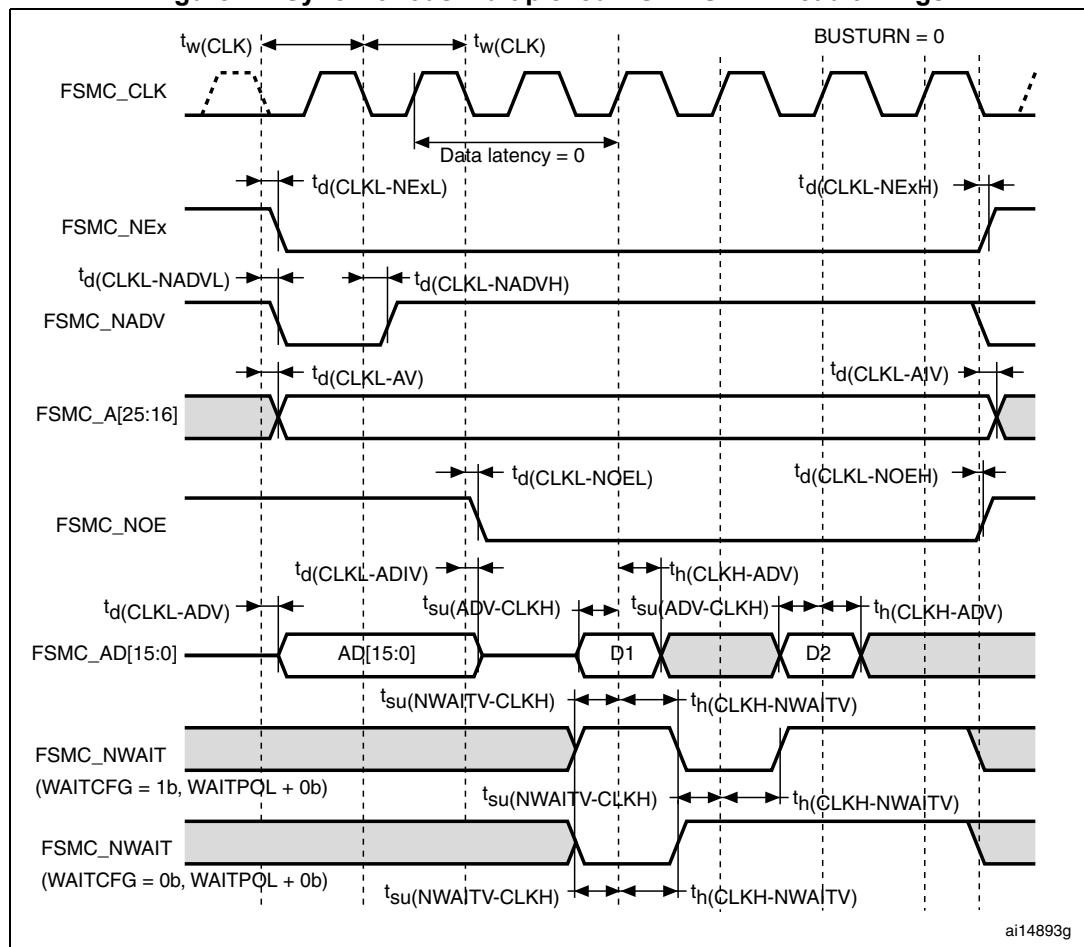 tw(CLK) tw(CLK) BUSTURN = 0
FSMC_CLK
Data latency = 0
td(CLKL-NExL) td(CLKL-NExH)
FSMC_NEx
td(CLKL-NADVL) td(CLKL-NADVH)
FSMC_NADV
td(CLKL-AV) td(CLKL-AIV)
FSMC_A[25:16]
td(CLKL-NOEL) td(CLKL-NOEH)
FSMC_NOE
td(CLKL-ADIV) th(CLKH-ADV)
td(CLKL-ADV) tsu(ADV-CLKH) tsu(ADV-CLKH) th(CLKH-ADV)
FSMC_AD[15:0] AD[15:0] D1 D2
tsu(NWAITV-CLKH) th(CLKH-NWAITV)
FSMC_NWAIT
(WAITCFG = 1b, WAITPOL + 0b)
tsu(NWAITV-CLKH) th(CLKH-NWAITV)
FSMC_NWAIT
(WAITCFG = 0b, WAITPOL + 0b)
tsu(NWAITV-CLKH) th(CLKH-NWAITV)
ai14893g